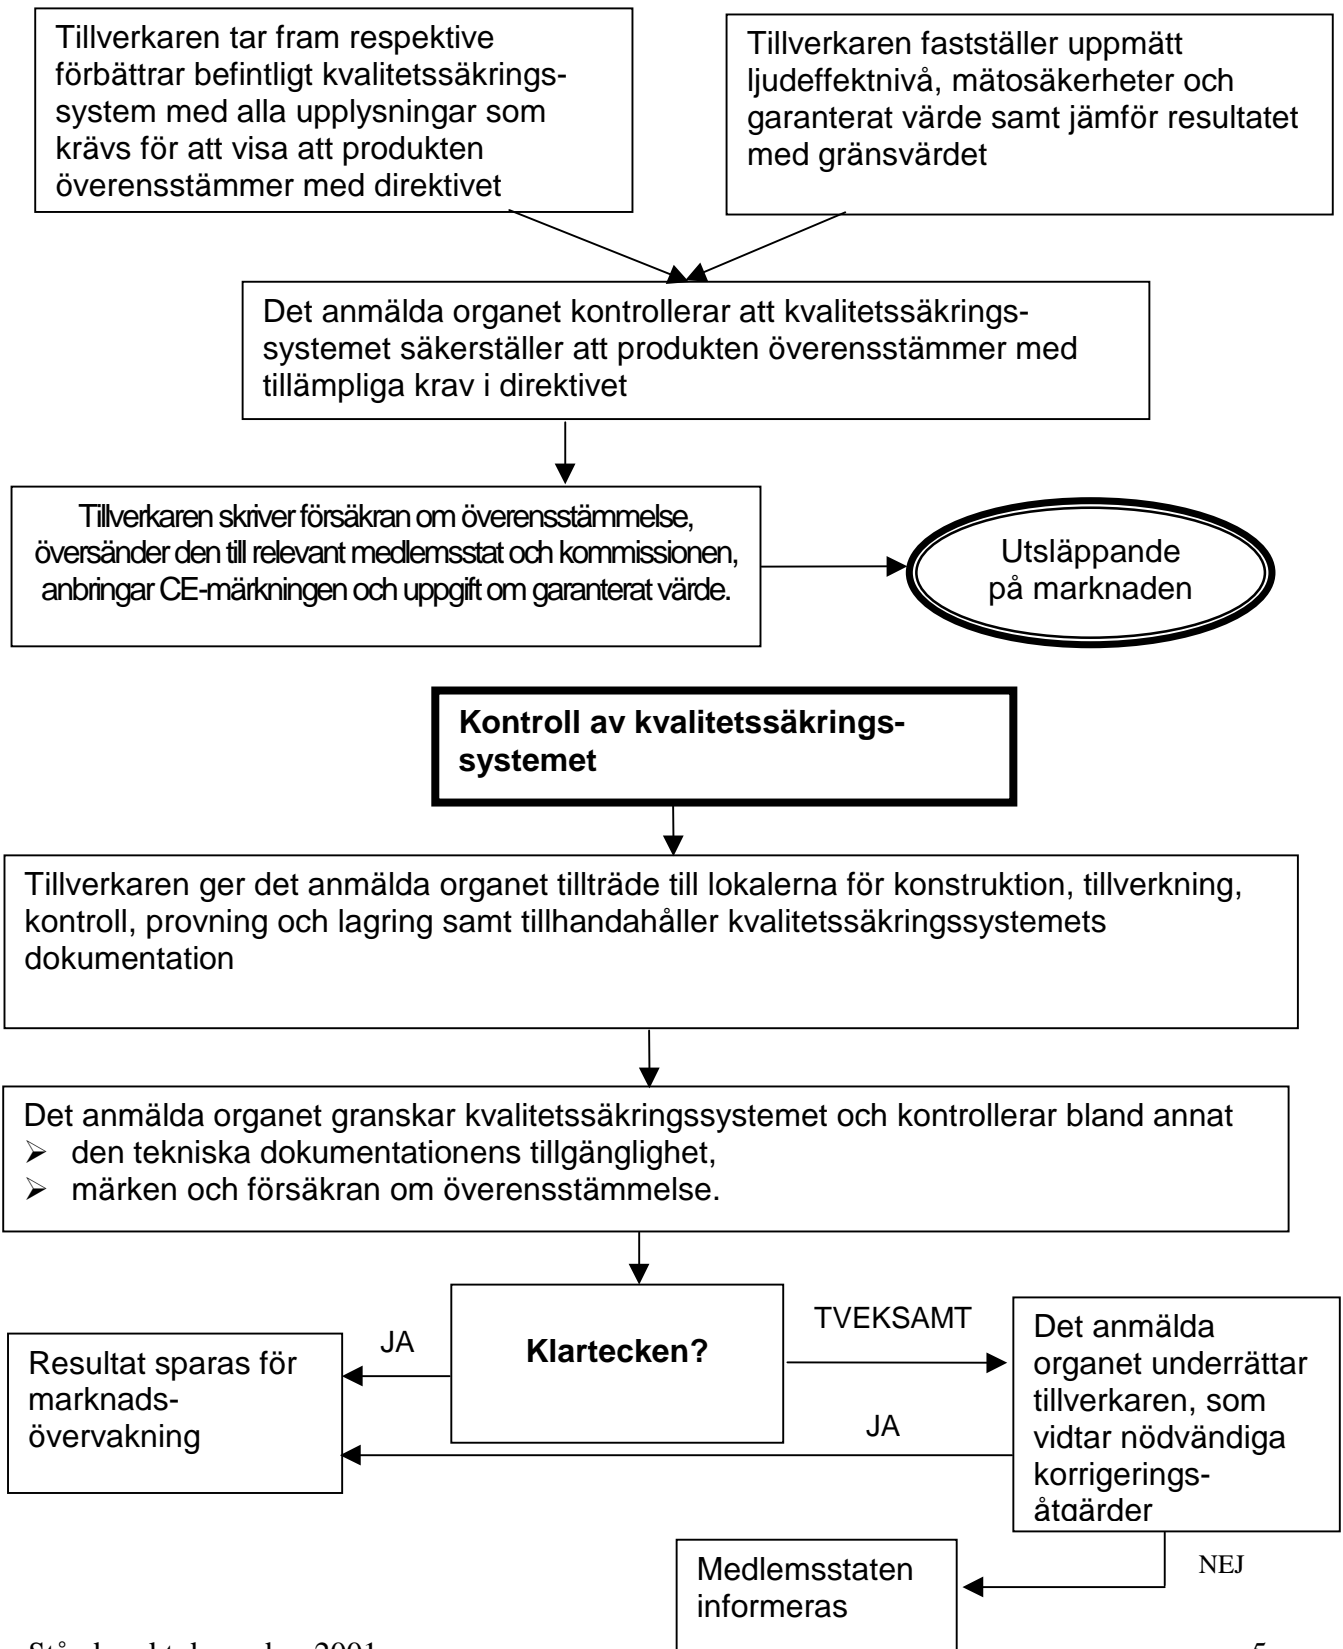 Tillverkaren tar fram respektive
förbättrar befintligt kvalitetssäkrings-
system med alla upplysningar som
krävs för att visa att produkten
överensstämmer med direktivet
Tillverkaren fastställer uppmätt
ljudeffektnivå, mätosäkerheter och
garanterat värde samt jämför resultatet
med gränsvärdet
Det anmälda organet kontrollerar att kvalitetssäkrings-
systemet säkerställer att produkten överensstämmer med
tillämpliga krav i direktivet
Tillverkaren skriver försäkran om överensstämmelse,
översänder den till relevant medlemsstat och kommissionen,
anbringar CE-märkningen och uppgift om garanterat värde.
Utsläppande
på marknaden
Kontroll av kvalitetssäkrings-
systemet
Tillverkaren ger det anmälda organet tillträde till lokalerna för konstruktion, tillverkning,
kontroll, provning och lagring samt tillhandahåller kvalitetssäkringssystemets
dokumentation
Det anmälda organet granskar kvalitetssäkringssystemet och kontrollerar bland annat
➢ den tekniska dokumentationens tillgänglighet,
➢ märken och försäkran om överensstämmelse.
Klartecken?
JA
TVEKSAMT
Resultat sparas för
marknads-
övervakning
JA
Det anmälda
organet underrättar
tillverkaren, som
vidtar nödvändiga
korrigerings-
åtgärder
NEJ
Medlemsstaten
informeras
2001